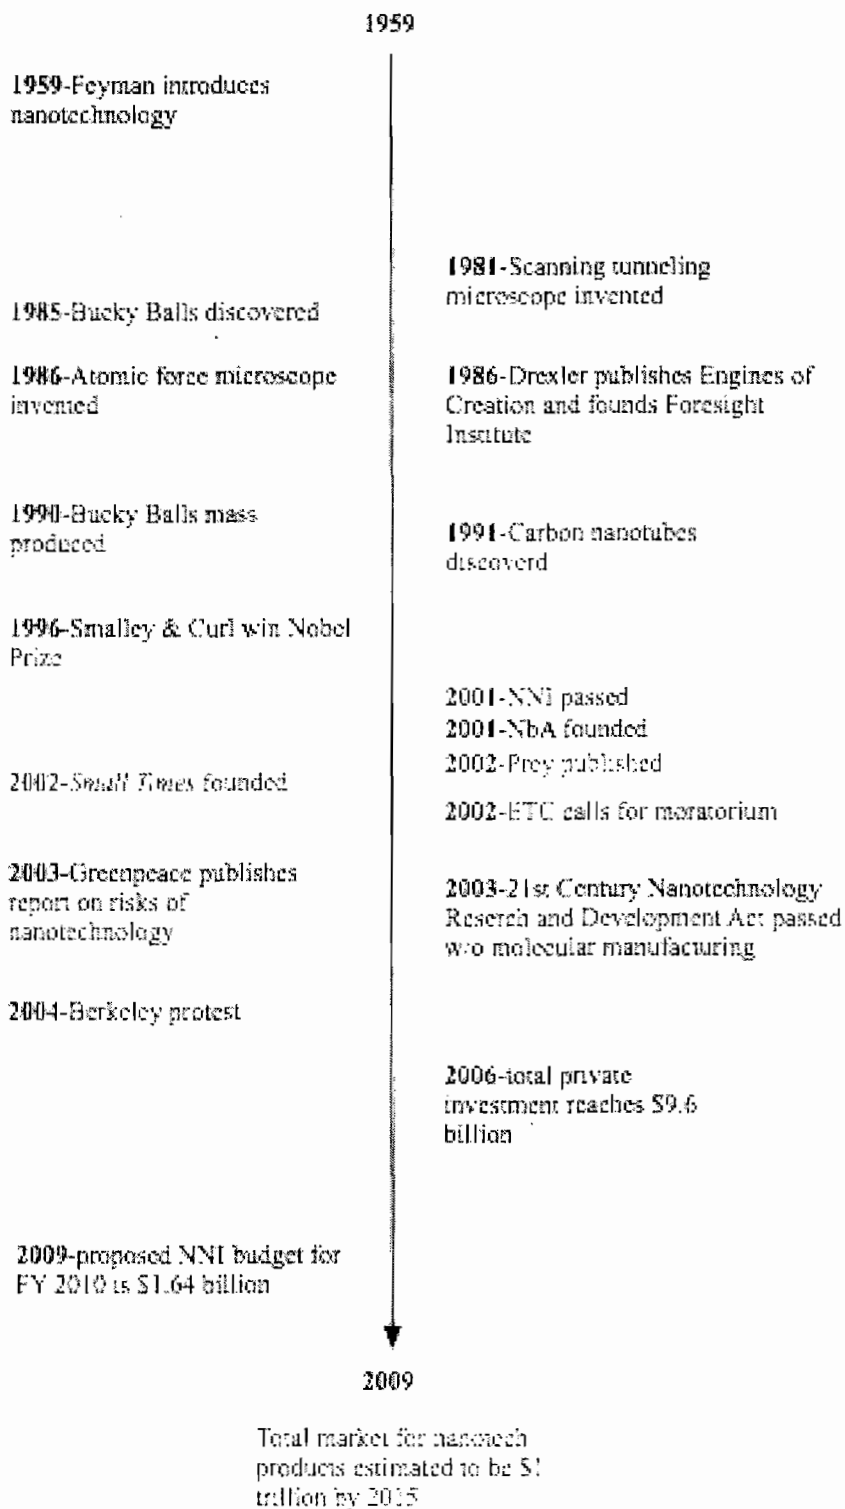 1959
1959-Feyman introduces
nanotechnology
1981-Scanning tunneling
microscope invented
1985-Bucky Balls discovered
1986-Atomic force microscope
invented
1986-Drexler publishes Engines of
Creation and founds Foresight
Institute
1990-Bucky Balls mass
produced
1991-Carbon nanotubes
discoverd
1996-Smalley & Curl win Nobel
Prize
2001-NNI passed
2001-NbA founded
2002-Prey published
2002-Small Times founded
2002-ETC calls for moratorium
2003-Greenpeace publishes
report on risks of
nanotechnology
2003-21st Century Nanotechnology
Reserch and Development Act passed
w/o molecular manufacturing
2004-Berkeley protest
2006-total private
investment reaches $9.6
billion
2009-proposed NNI budget for
FY 2010 is $1.64 billion
2009
Total market for nanotech
products estimated to be $1
trillion by 2015